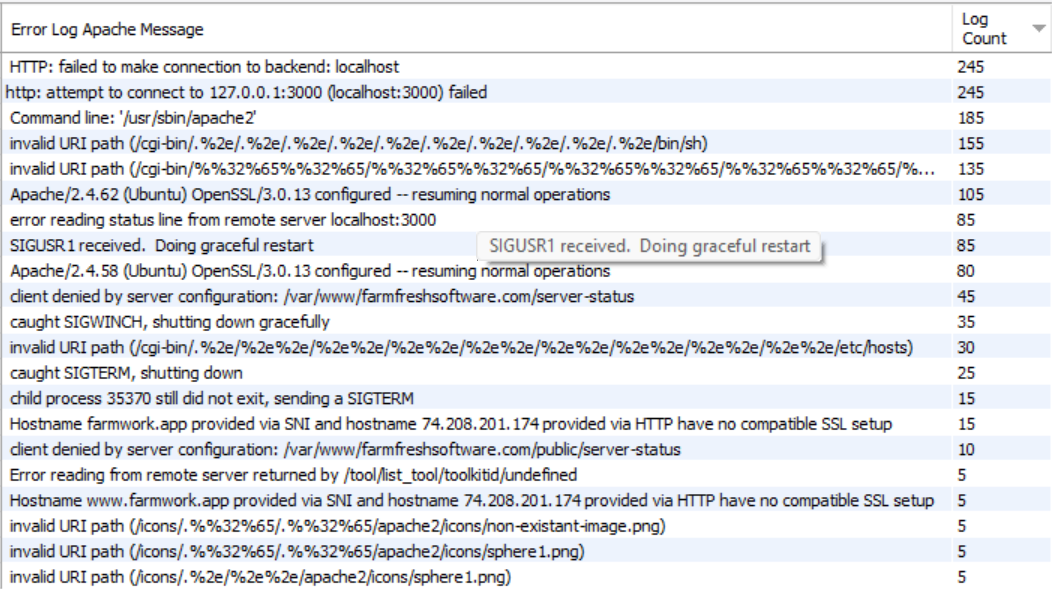 Error Log Apache Message Log Count
HTTP: failed to make connection to backend: localhost 245
http: attempt to connect to 127.0.0.1:3000 (localhost:3000) failed 245
Command line: '/usr/sbin/apache2' 185
invalid URI path (/cgi-bin/.%2e/.%2e/.%2e/.%2e/.%2e/.%2e/.%2e/.%2e/.%2e/bin/sh) 155
invalid URI path (/cgi-bin/%%32%65%%32%65/%%32%65%%32%65/%%32%65%%32%65/%%32%65%%32%65/%... 135
Apache/2.4.62 (Ubuntu) OpenSSL/3.0.13 configured -- resuming normal operations 105
error reading status line from remote server localhost:3000 85
SIGUSR1 received.  Doing graceful restart 85
SIGUSR1 received.  Doing graceful restart
Apache/2.4.58 (Ubuntu) OpenSSL/3.0.13 configured -- resuming normal operations 80
client denied by server configuration: /var/www/farmfreshsoftware.com/server-status 45
caught SIGWINCH, shutting down gracefully 35
invalid URI path (/cgi-bin/.%2e/%2e%2e/%2e%2e/%2e%2e/%2e%2e/%2e%2e/%2e%2e/%2e%2e/%2e%2e/etc/hosts) 30
caught SIGTERM, shutting down 25
child process 35370 still did not exit, sending a SIGTERM 15
Hostname farmwork.app provided via SNI and hostname 74.208.201.174 provided via HTTP have no compatible SSL setup 15
client denied by server configuration: /var/www/farmfreshsoftware.com/public/server-status 10
Error reading from remote server returned by /tool/list_tool/toolkitid/undefined 5
Hostname www.farmwork.app provided via SNI and hostname 74.208.201.174 provided via HTTP have no compatible SSL setup 5
invalid URI path (/icons/.%%32%65/.%%32%65/apache2/icons/non-existant-image.png) 5
invalid URI path (/icons/.%%32%65/.%%32%65/apache2/icons/sphere1.png) 5
invalid URI path (/icons/.%2e/%2e%2e/apache2/icons/sphere1.png) 5